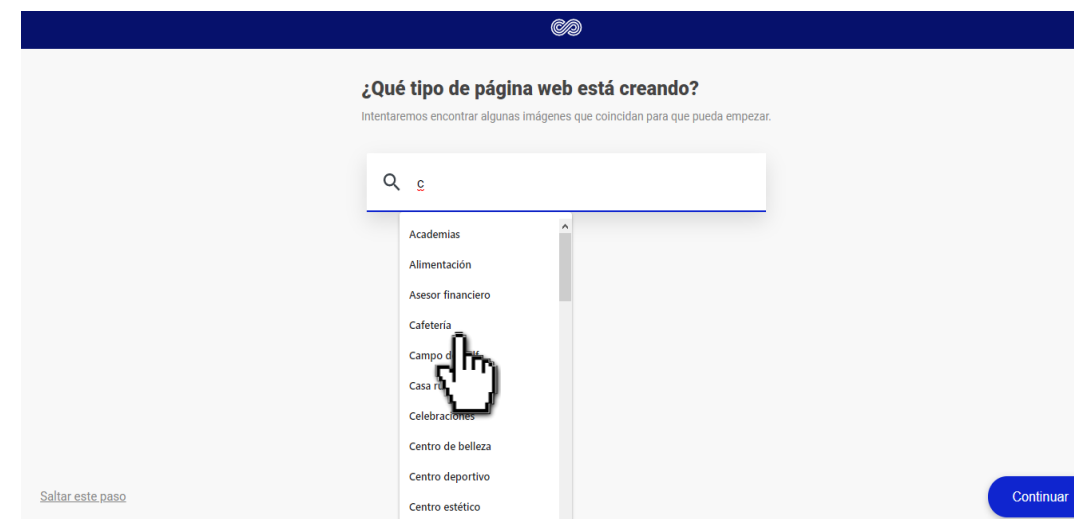 ¿Qué tipo de página web está creando?
Intentaremos encontrar algunas imágenes que coincidan para que pueda empezar.
c
Academias
Alimentación
Asesor financiero
Cafetería
Campo
Casa
Celebraciones
Centro de belleza
Centro deportivo
Centro estético
Saltar este paso
Continuar